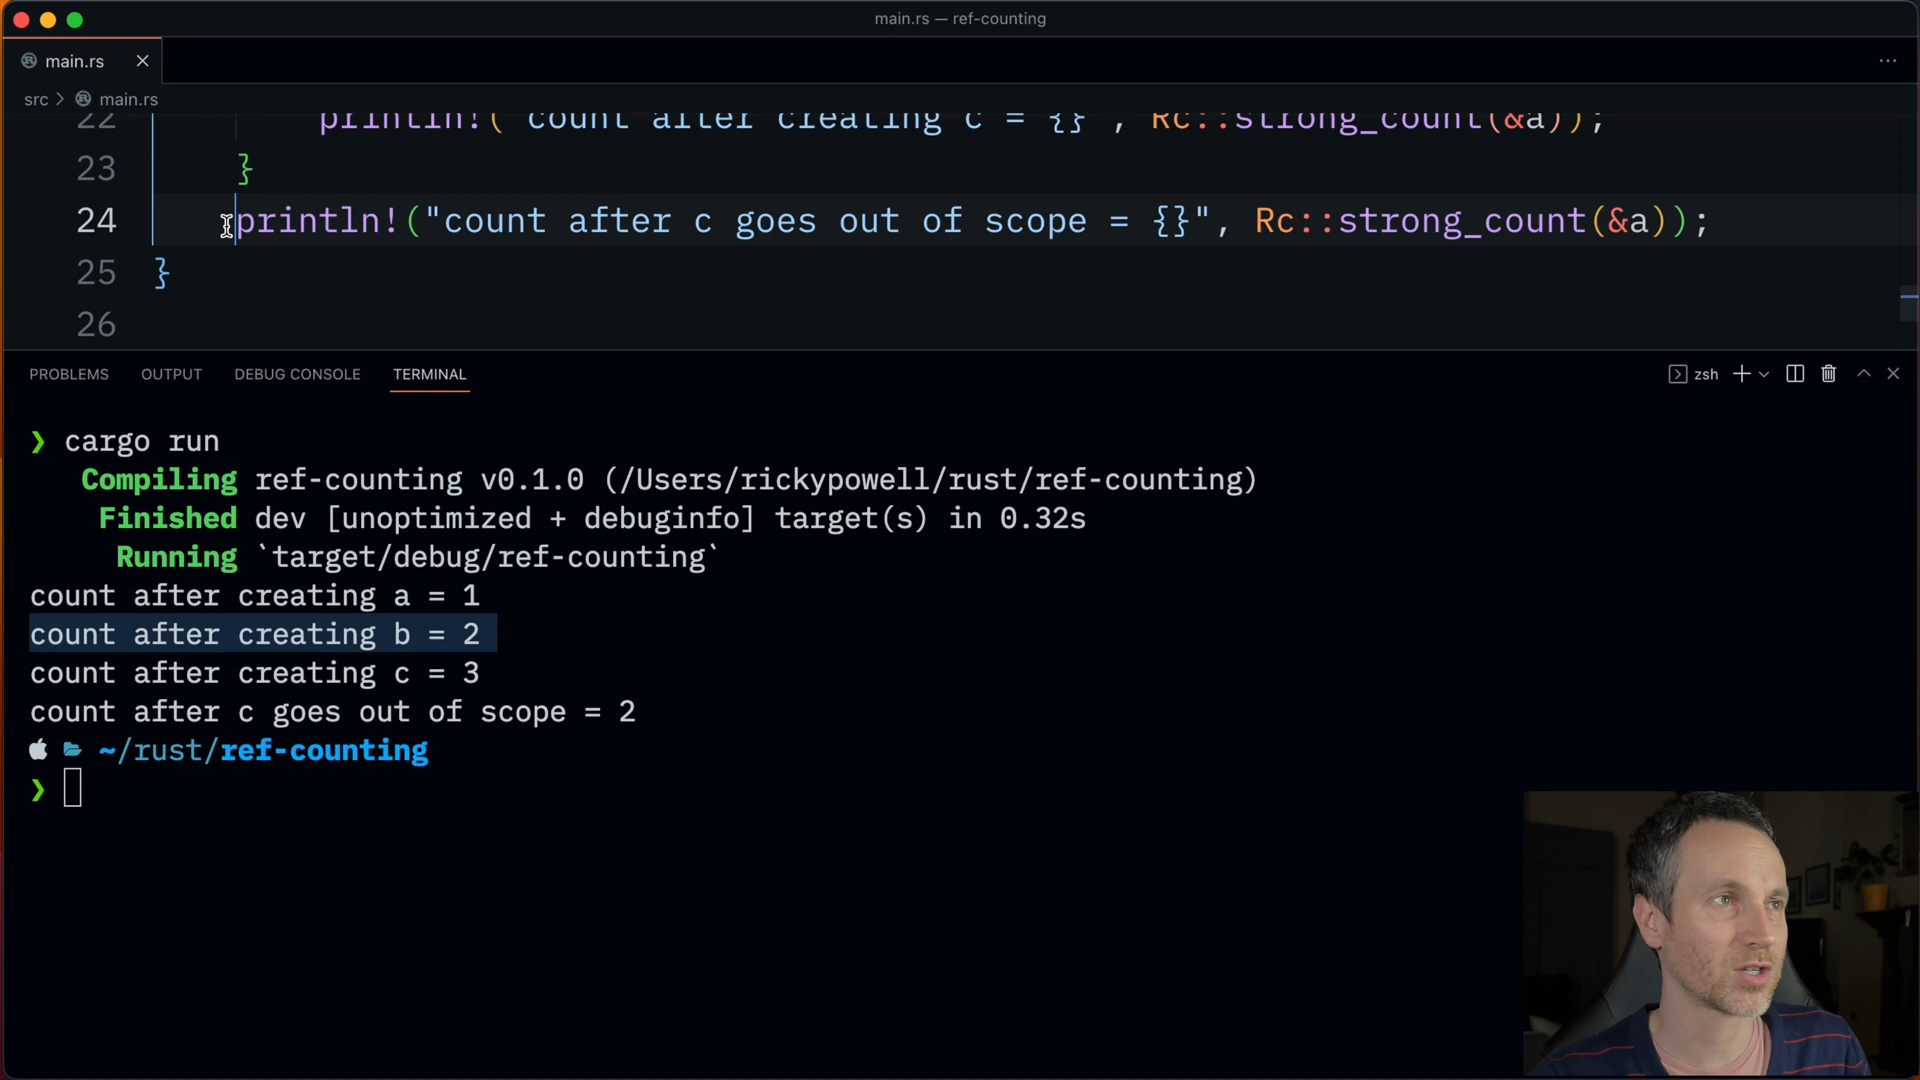 main.rs — ref-counting
main.rs
src > main.rs
22 println!("count after creating c = {}", Rc::strong_count(&a));
23 }
24 println!("count after c goes out of scope = {}", Rc::strong_count(&a));
25 }
26
PROBLEMS OUTPUT DEBUG CONSOLE TERMINAL zsh
❯ cargo run
Compiling ref-counting v0.1.0 (/Users/rickypowell/rust/ref-counting)
Finished dev [unoptimized + debuginfo] target(s) in 0.32s
Running `target/debug/ref-counting`
count after creating a = 1
count after creating b = 2
count after creating c = 3
count after c goes out of scope = 2
~/rust/ref-counting
❯